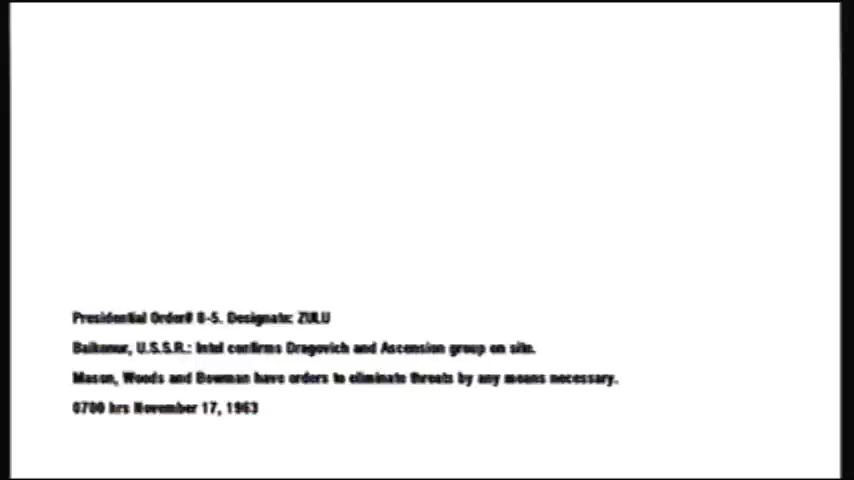 Presidential Order# 8-5. Designate: ZULU
Baikonur, U.S.S.R.: Intel confirms Dragovich and Ascension group on site.
Mason, Woods and Bowman have orders to eliminate threats by any means necessary.
0700 hrs November 17, 1963